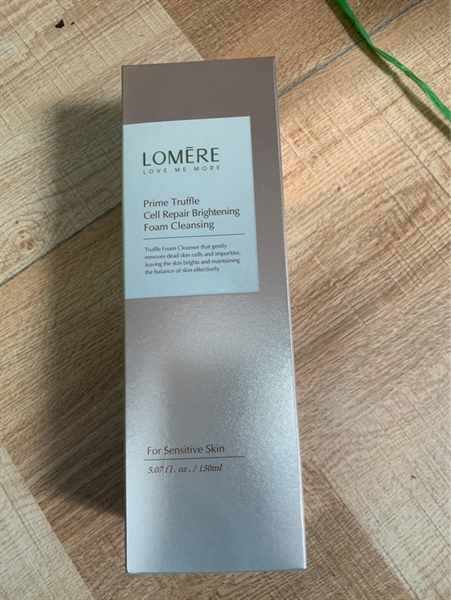 LOMĒRE
LOVE ME MORE
Prime Truffle
Cell Repair Brightening
Foam Cleansing
Truffle Foam Cleanser that gently
removes dead skin cells and impurities,
leaving the skin brights and maintaining
the balance of skin effectively
For Sensitive Skin
5.07 fl. oz. / 150ml